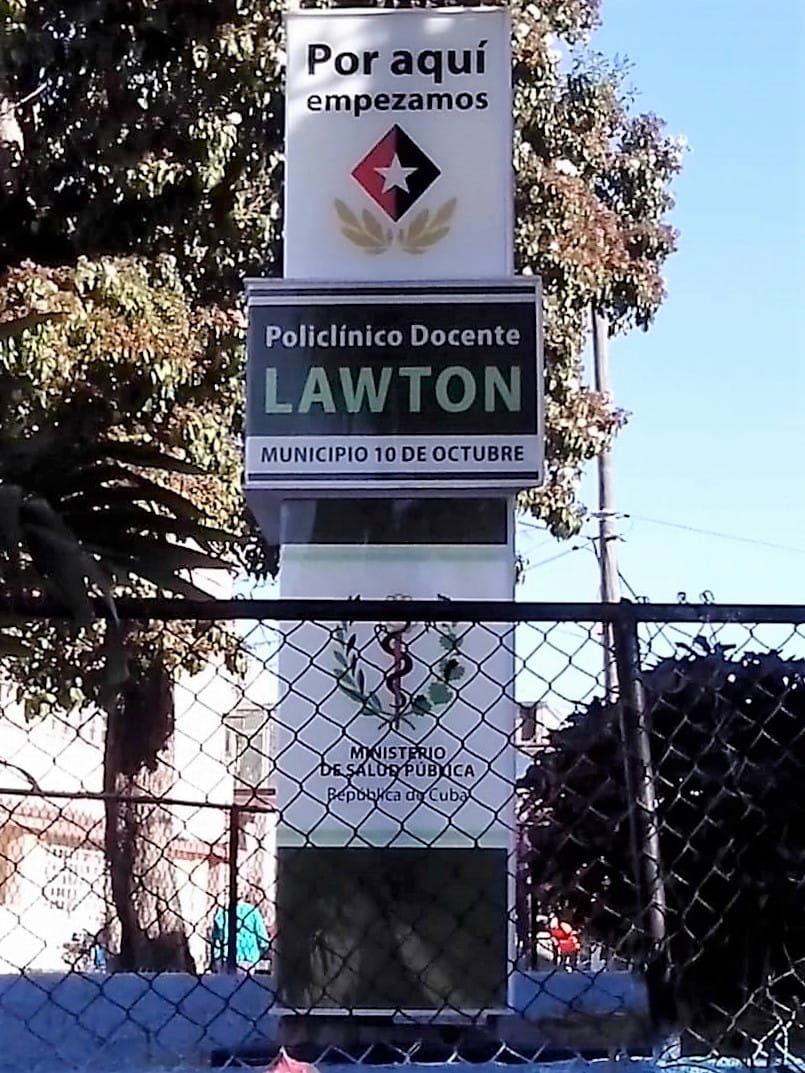 Por aquí
empezamos
Policlínico Docente
LAWTON
MUNICIPIO 10 DE OCTUBRE
MINISTERIO
DE SALUD PÚBLICA
República de Cuba